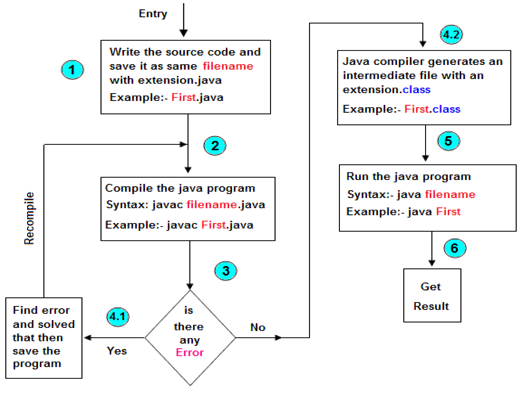 Entry
1
Write the source code and
save it as same filename
with extension.java
Example:- First.java
2
Compile the java program
Syntax: javac filename.java
Example:- javac First.java
Recompile
3
is
there
any
Error
4.1
Yes
Find error
and solved
that then
save the
program
No
4.2
Java compiler generates an
intermediate file with an
extension.class
Example:- First.class
5
Run the java program
Syntax:- java filename
Example:- java First
6
Get
Result